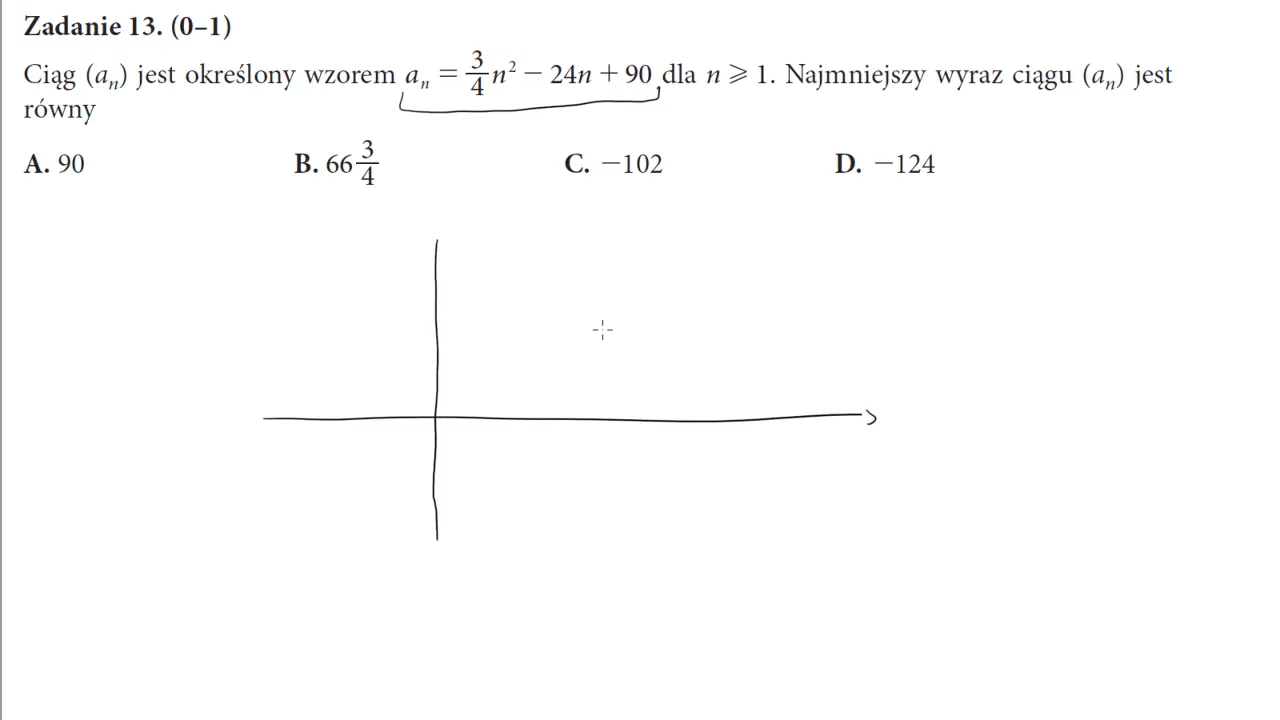 Zadanie 13. (0–1)
Ciąg (aₙ) jest określony wzorem aₙ = 3/4 n² − 24n + 90 dla n ⩾ 1. Najmniejszy wyraz ciągu (aₙ) jest
równy
A. 90 B. 66 3/4 C. −102 D. −124